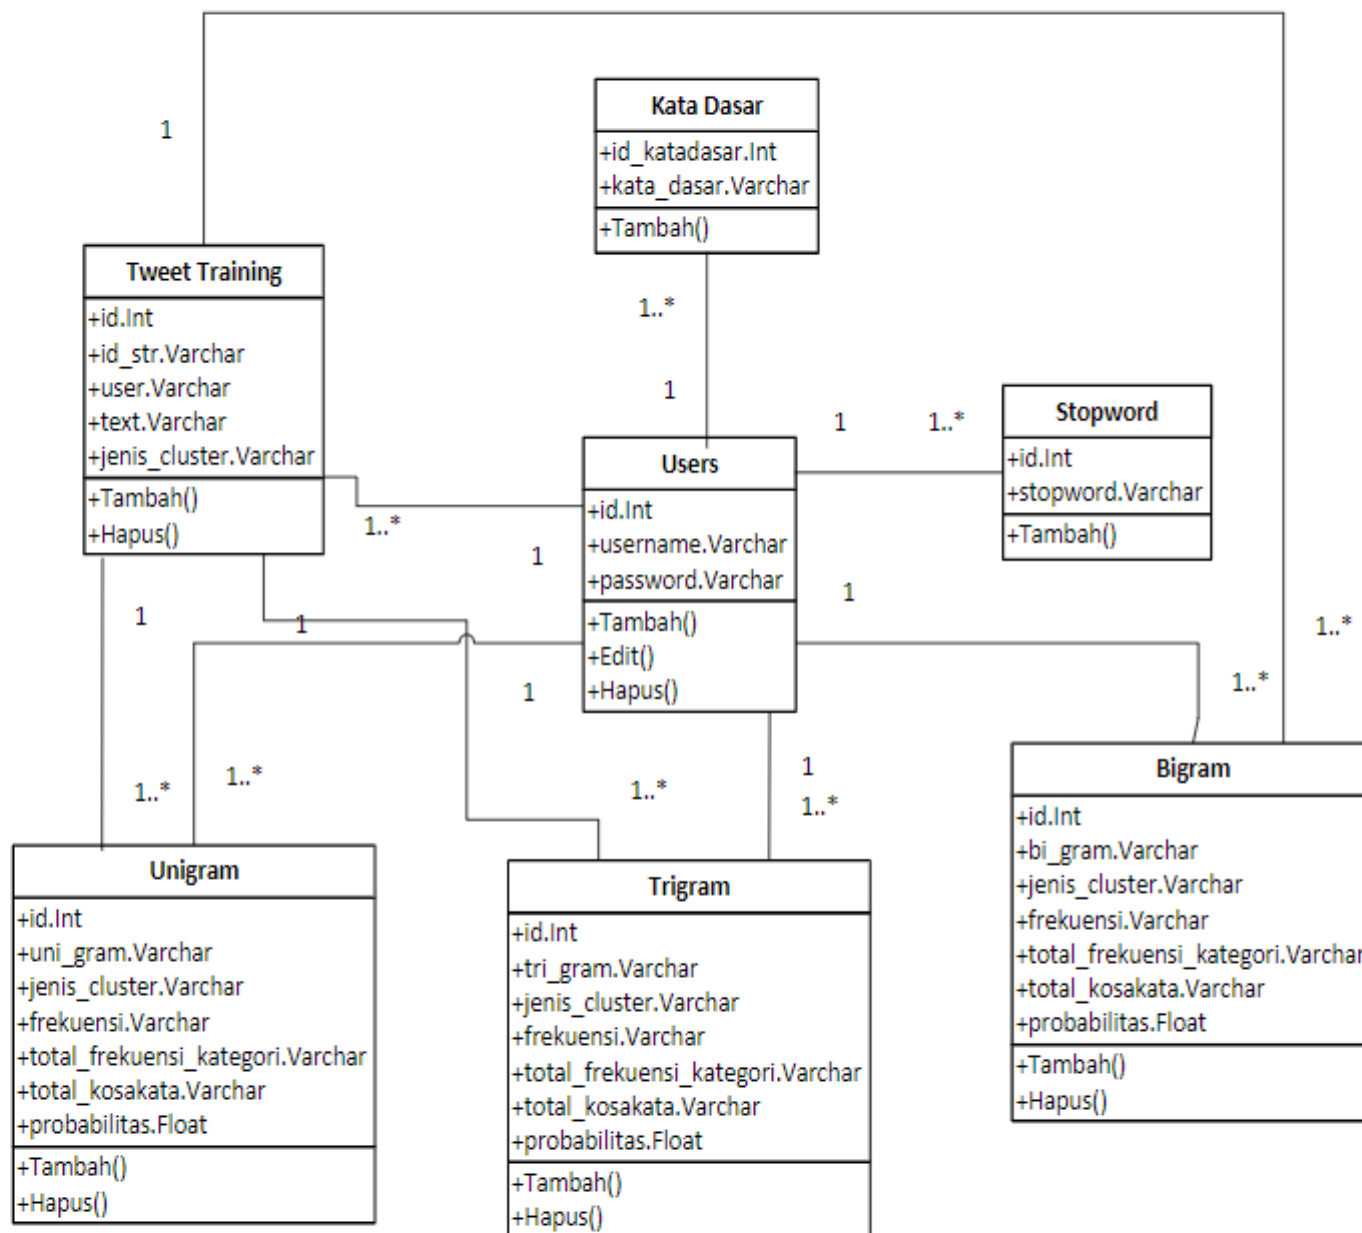 1
Kata Dasar
+id_katadasar.Int
+kata_dasar.Varchar
+Tambah()
Tweet Training
+id.Int
+id_str.Varchar
+user.Varchar
+text.Varchar
+jenis_cluster.Varchar
+Tambah()
+Hapus()
1..*
1
1
1..*
Stopword
+id.Int
+stopword.Varchar
+Tambah()
Users
+id.Int
+username.Varchar
+password.Varchar
+Tambah()
+Edit()
+Hapus()
1..*
1
1
1
1
1
1..*
1..*
1..*
1..*
1..*
1
1..*
Unigram
+id.Int
+uni_gram.Varchar
+jenis_cluster.Varchar
+frekuensi.Varchar
+total_frekuensi_kategori.Varchar
+total_kosakata.Varchar
+probabilitas.Float
+Tambah()
+Hapus()
Trigram
+id.Int
+tri_gram.Varchar
+jenis_cluster.Varchar
+frekuensi.Varchar
+total_frekuensi_kategori.Varchar
+total_kosakata.Varchar
+probabilitas.Float
+Tambah()
+Hapus()
Bigram
+id.Int
+bi_gram.Varchar
+jenis_cluster.Varchar
+frekuensi.Varchar
+total_frekuensi_kategori.Varchar
+total_kosakata.Varchar
+probabilitas.Float
+Tambah()
+Hapus()